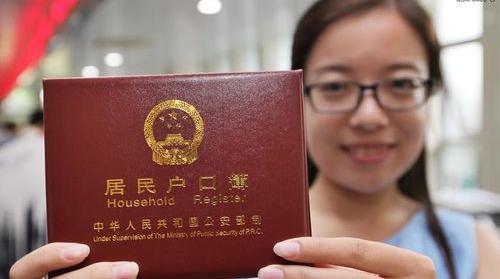 居民户口簿
Household Register
中华人民共和国公安部制
Under Supervision of The Ministry of Public Security of P.R.C.